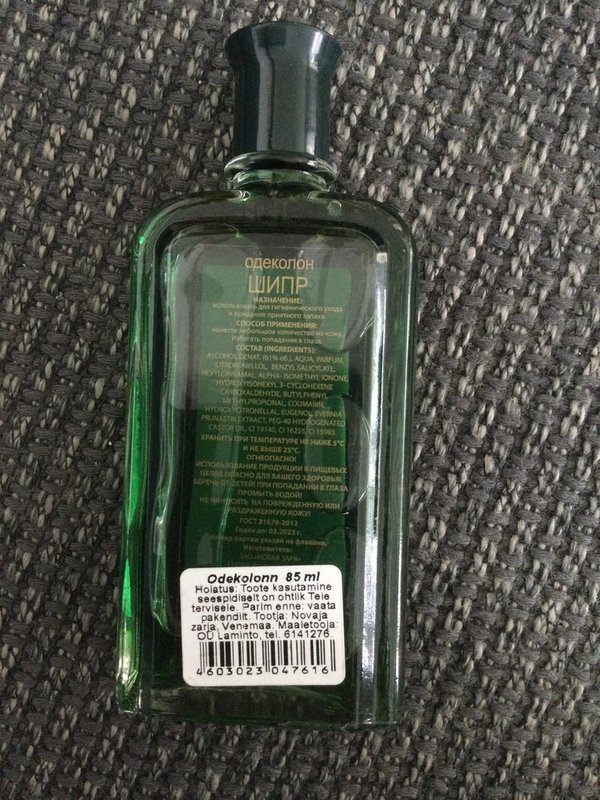 одеколон
ШИПР
НАЗНАЧЕНИЕ:
использовать для гигиенического ухода
и придания приятного запаха.
СПОСОБ ПРИМЕНЕНИЯ:
нанести небольшое количество на кожу.
Избегать попадания в глаза.
СОСТАВ (INGREDIENTS):
ALCOHOL DENAT. (61% об.), AQUA, PARFUM,
CITRORONELLOL, BENZYL SALICYLATE,
HEXYLCINNAMAL, ALPHA- ISOMETHYL IONONE,
HYDROXYISOHEXYL 3- CYCLOHEXENE
CARBOXALDEHYDE, BUTYLPHENYL
METHYLPROPIONAL, COUMARIN,
HYDROXYCITRONELLAL, EUGENOL, EVERNIA
PRUNASTRI EXTRACT, PEG-40 HYDROGENATED
CASTOR OIL, CI 19140, CI 16255, CI 15985.
ХРАНИТЬ ПРИ ТЕМПЕРАТУРЕ НЕ НИЖЕ 5°С
И НЕ ВЫШЕ 25°С.
ОГНЕОПАСНО!
ИСПОЛЬЗОВАНИЕ ПРОДУКЦИИ В ПИЩЕВЫХ
ЦЕЛЯХ ОПАСНО ДЛЯ ВАШЕГО ЗДОРОВЬЯ!
БЕРЕЧЬ ОТ ДЕТЕЙ! ПРИ ПОПАДАНИИ В ГЛАЗА
ПРОМЫТЬ ВОДОЙ!
НЕ НАНОСИТЬ НА ПОВРЕЖДЕННУЮ ИЛИ
РАЗДРАЖЕННУЮ КОЖУ!
ГОСТ 31678-2012
Годен до: 03.2023 г.
Номер партии указан на флаконе.
Изготовитель:
ЗАО «НОВАЯ ЗАРЯ»
Odekolonn 85 ml
Hoiatus: Toote kasutamine
seespidiselt on ohtlik Teie
tervisele. Parim enne: vaata
pakendilt. Tootja: Novaja
zarja, Venemaa. Maaletooja:
OÜ Laminto, tel. 6141276.
4603023047616